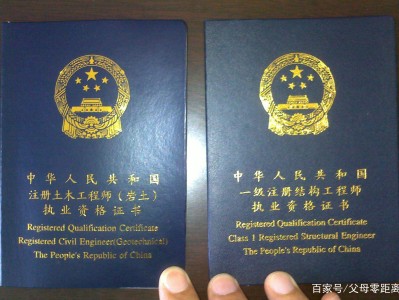 中华人民共和国
注册土木工程师（岩土）
执业资格证书
Registered Qualification Certificate
Registered Civil Engineer(Geotechnical)
The People's Republic of China
中华人民共和国
一级注册结构工程师
执业资格证书
Registered Qualification Certificate
Class 1 Registered Structural Engineer
The People's Republic of China
百家号/父母零距离